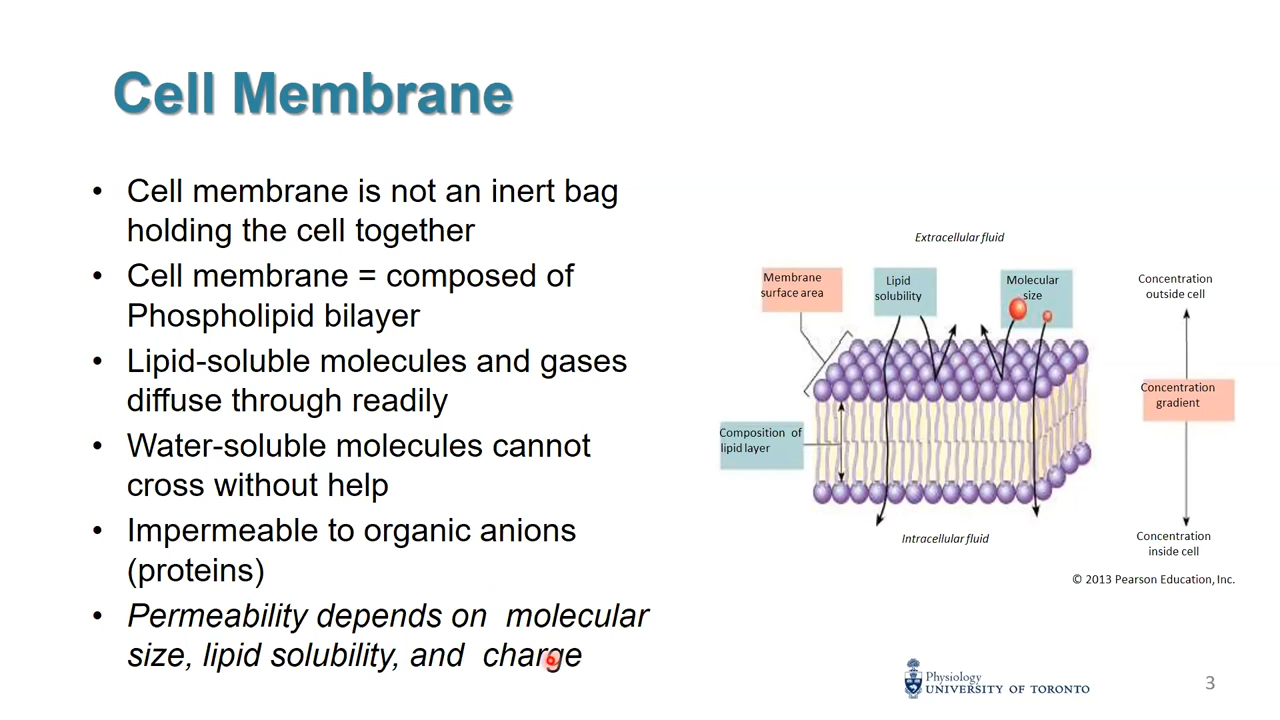 Cell Membrane
• Cell membrane is not an inert bag
holding the cell together
• Cell membrane = composed of
Phospholipid bilayer
• Lipid-soluble molecules and gases
diffuse through readily
• Water-soluble molecules cannot
cross without help
• Impermeable to organic anions
(proteins)
• Permeability depends on molecular
size, lipid solubility, and charge
Extracellular fluid
Membrane
surface area
Lipid
solubility
Molecular
size
Concentration
outside cell
Concentration
gradient
Composition of
lipid layer
Intracellular fluid
Concentration
inside cell
© 2013 Pearson Education, Inc.
Physiology
UNIVERSITY OF TORONTO
3